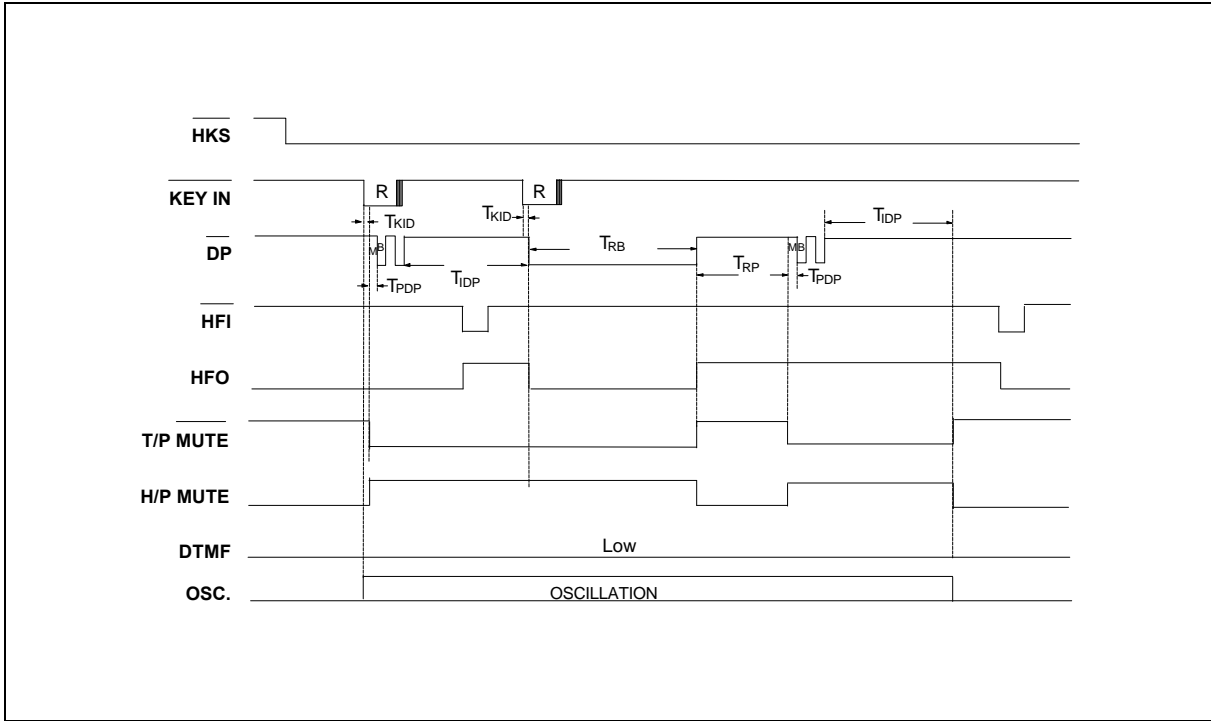 HKS
KEY IN R R
TKID TKID TIDP
DP MB TRB MB
TIDP TRP
TPDP TPDP
HFI
HFO
T/P MUTE
H/P MUTE
DTMF Low
OSC. OSCILLATION